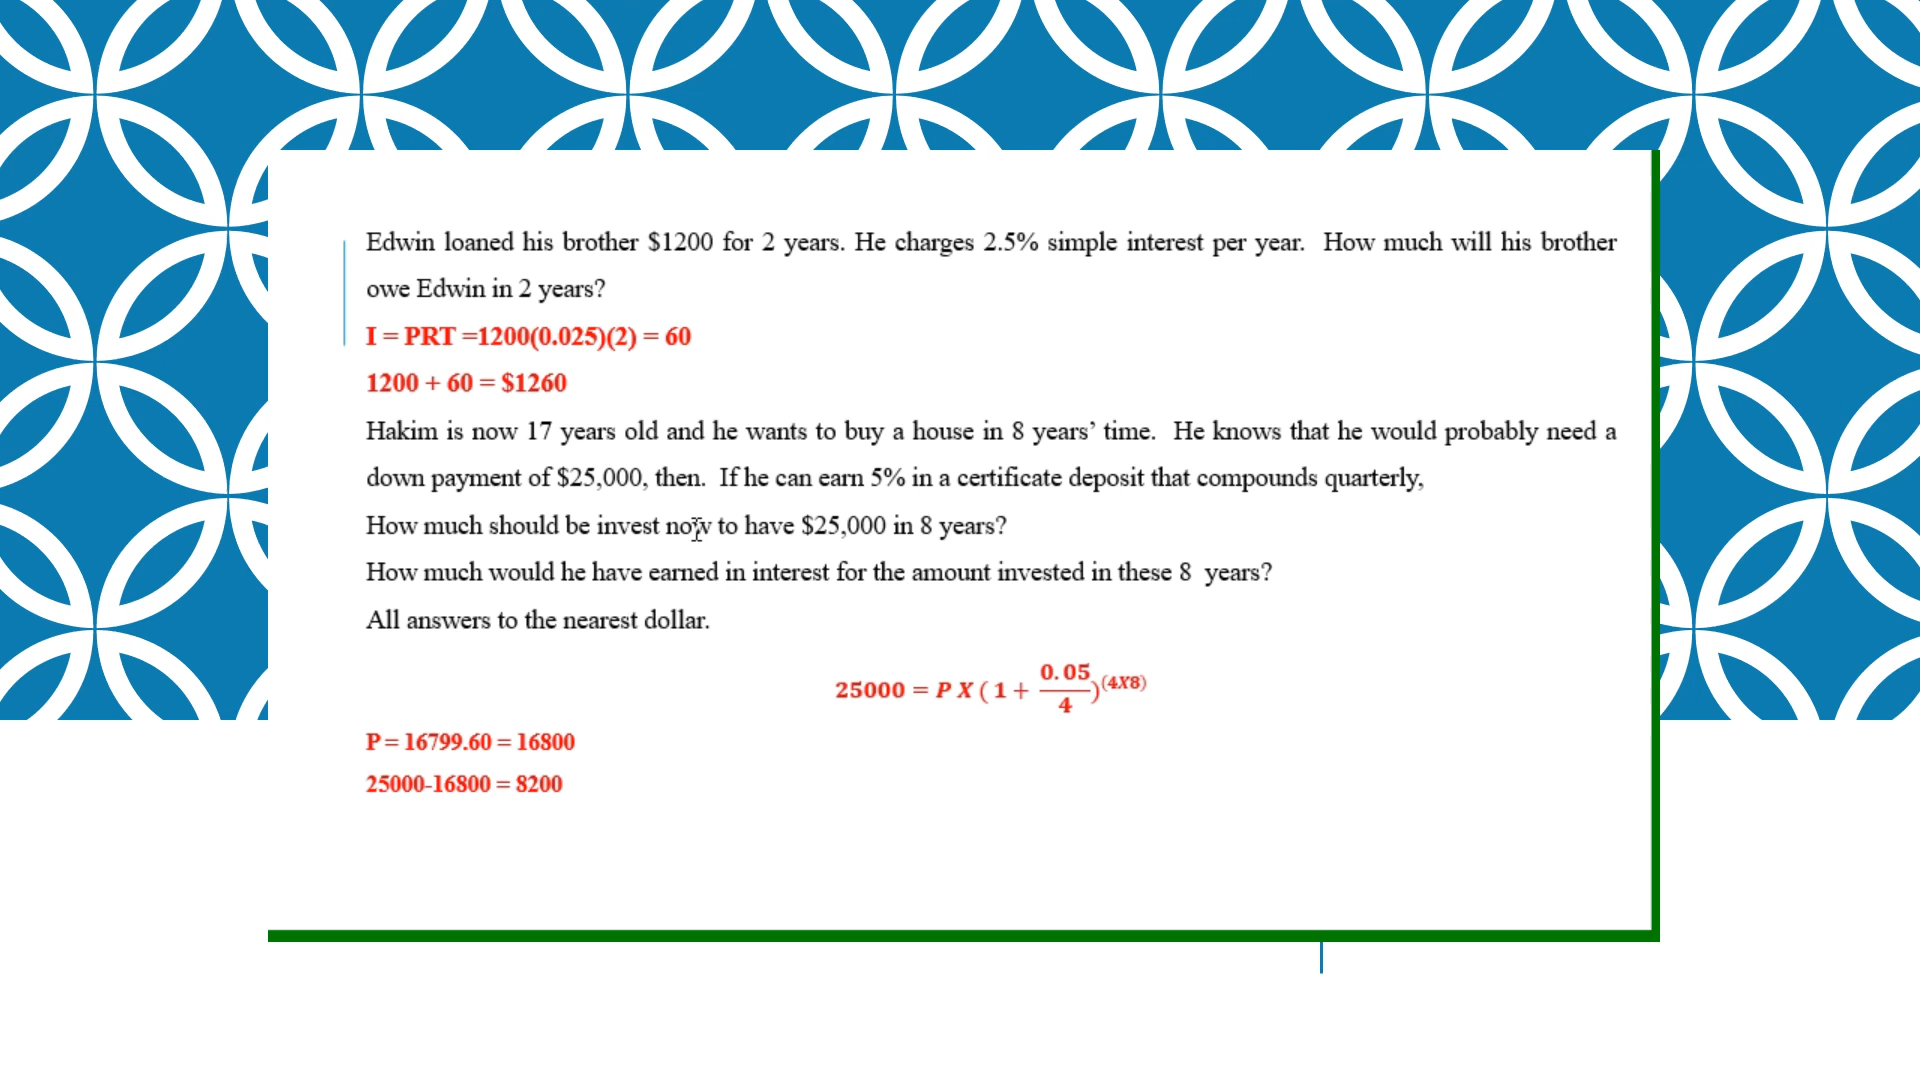 Edwin loaned his brother $1200 for 2 years. He charges 2.5% simple interest per year. How much will his brother
owe Edwin in 2 years?
I = PRT =1200(0.025)(2) = 60
1200 + 60 = $1260
Hakim is now 17 years old and he wants to buy a house in 8 years’ time. He knows that he would probably need a
down payment of $25,000, then. If he can earn 5% in a certificate deposit that compounds quarterly,
How much should be invest now to have $25,000 in 8 years?
How much would he have earned in interest for the amount invested in these 8 years?
All answers to the nearest dollar.
25000 = P X ( 1 + 0.05/4 )^(4X8)
P = 16799.60 = 16800
25000-16800 = 8200